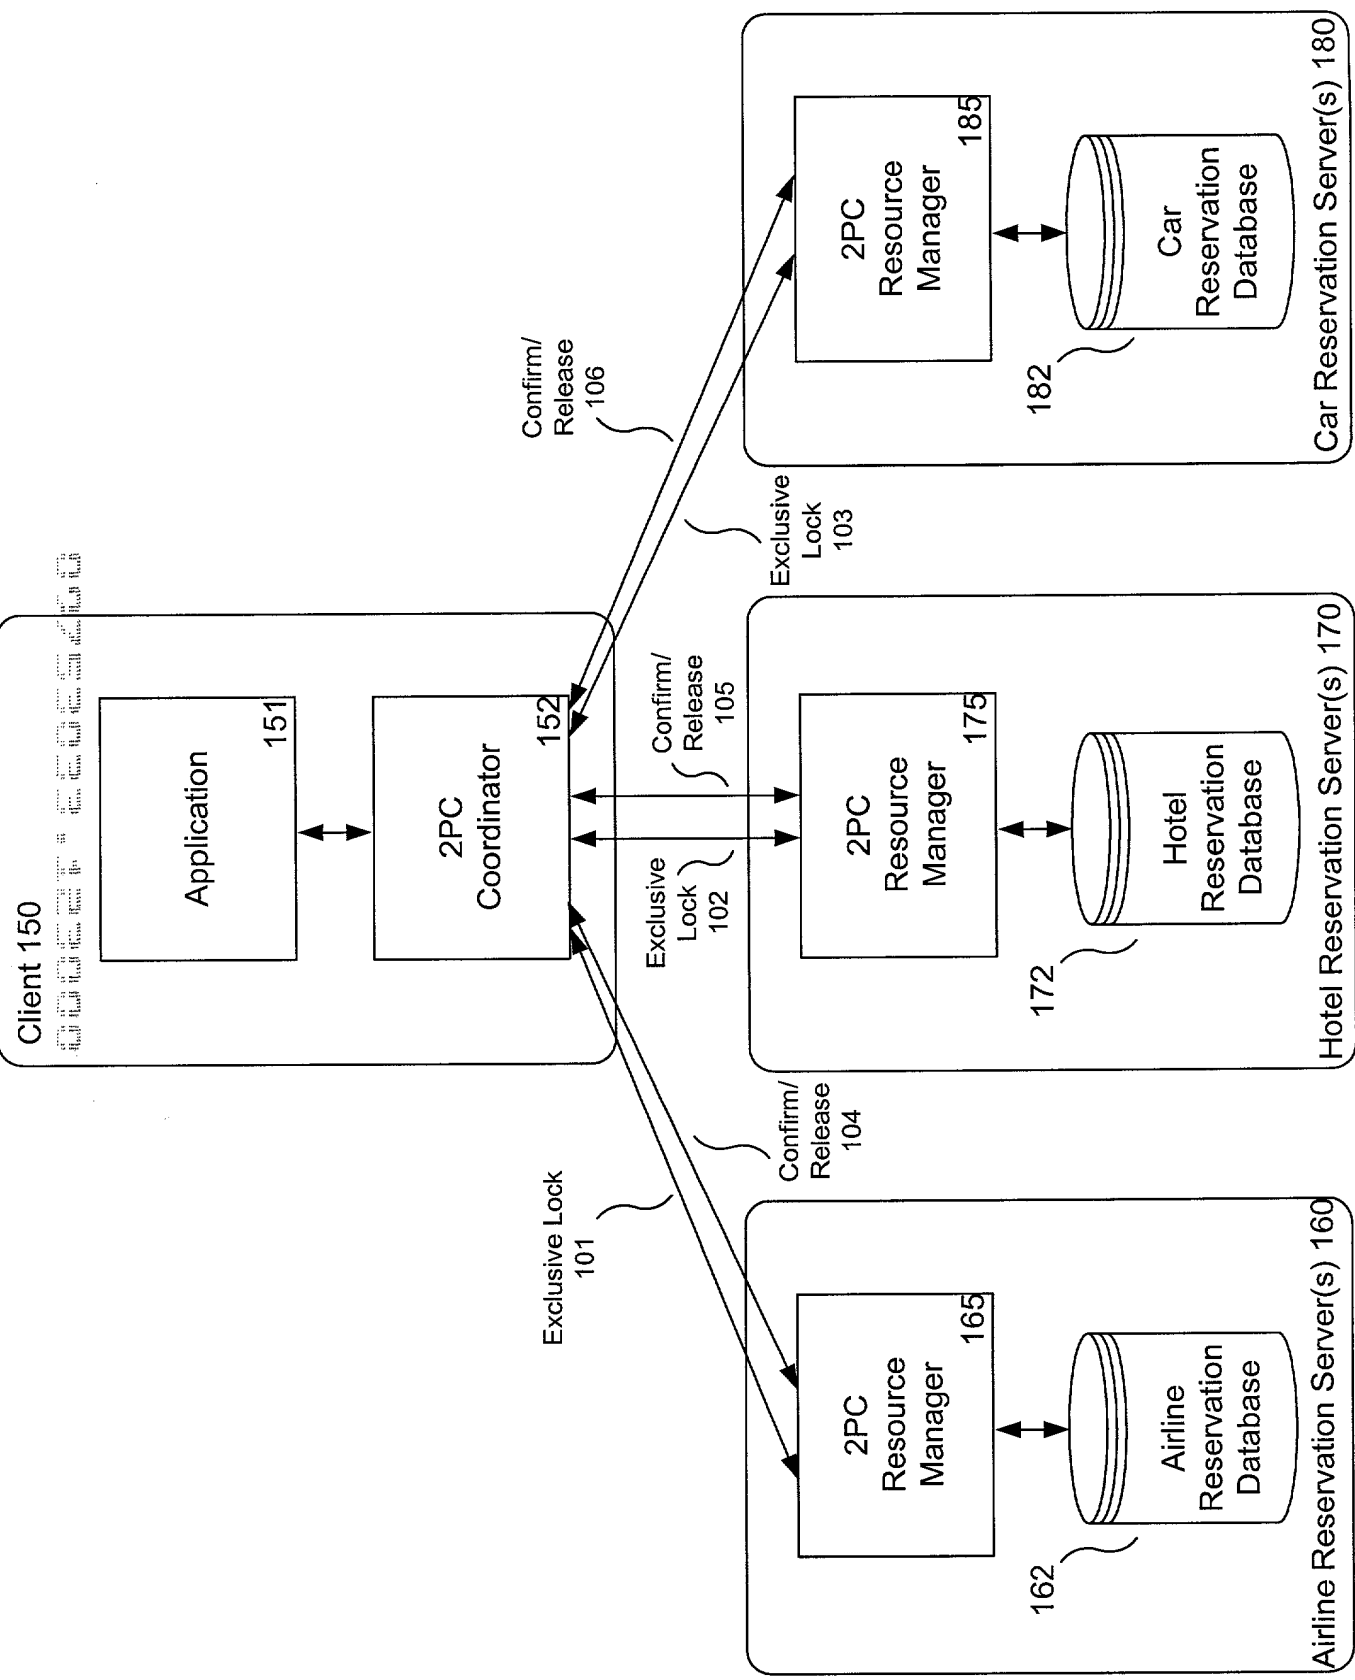 Client 150
Application
151
2PC
Coordinator
152
Exclusive Lock
101
Confirm/
Release
104
Exclusive
Lock
102
Confirm/
Release
105
Exclusive
Lock
103
Confirm/
Release
106
2PC
Resource
Manager
165
Airline
Reservation
Database
162
Airline Reservation Server(s) 160
2PC
Resource
Manager
175
Hotel
Reservation
Database
172
Hotel Reservation Server(s) 170
2PC
Resource
Manager
185
Car
Reservation
Database
182
Car Reservation Server(s) 180